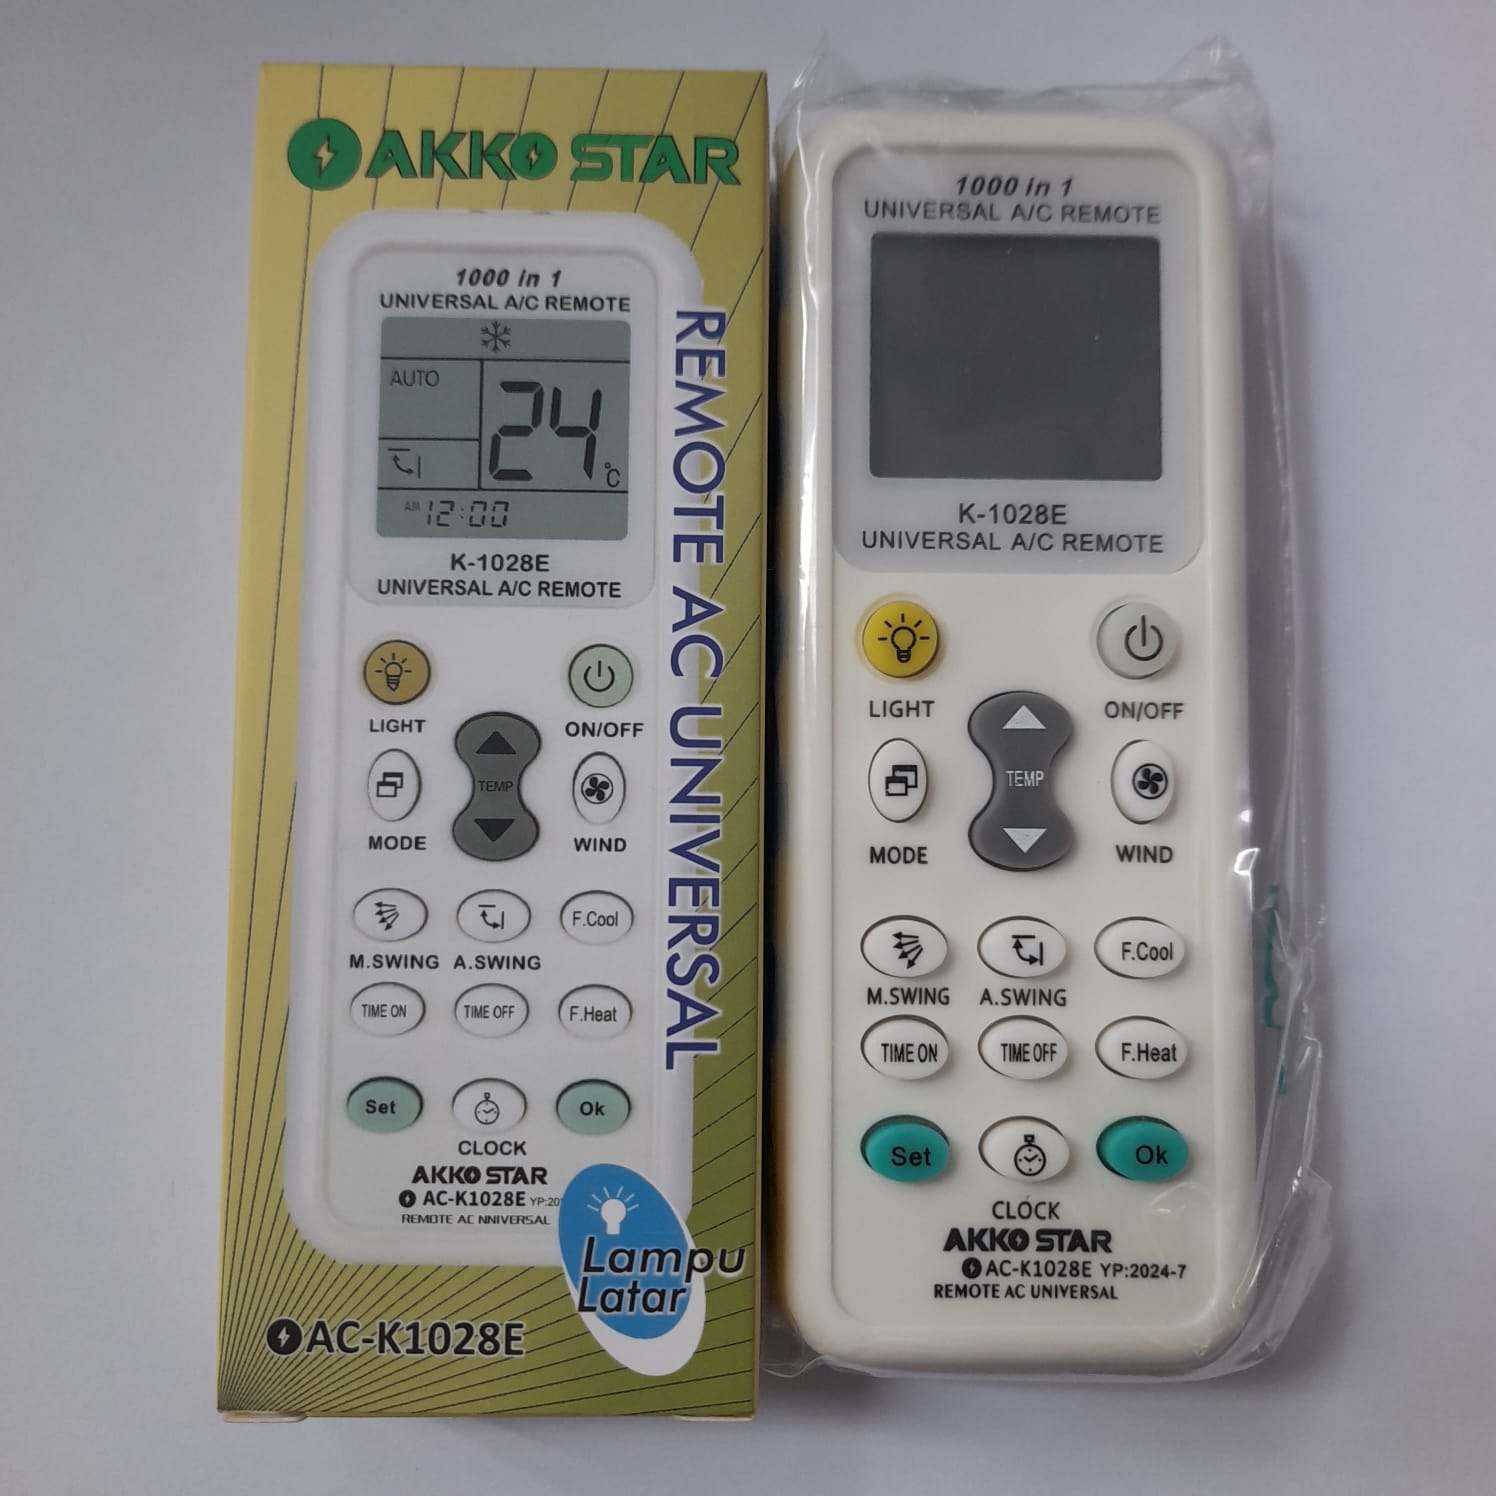 AKKO STAR
1000 in 1
UNIVERSAL A/C REMOTE
AUTO
24°C
AM 12:00
K-1028E
UNIVERSAL A/C REMOTE
LIGHT
ON/OFF
TEMP
MODE
WIND
F.Cool
M.SWING
A.SWING
TIME ON
TIME OFF
F.Heat
Set
Ok
CLOCK
AKKO STAR
AC-K1028E YP:20
REMOTE AC NNIVERSAL
REMOTE AC UNIVERSAL
Lampu
Latar
AC-K1028E
1000 in 1
UNIVERSAL A/C REMOTE
K-1028E
UNIVERSAL A/C REMOTE
LIGHT
ON/OFF
TEMP
MODE
WIND
F.Cool
M.SWING
A.SWING
TIME ON
TIME OFF
F.Heat
Set
Ok
CLOCK
AKKO STAR
AC-K1028E YP:2024-7
REMOTE AC UNIVERSAL